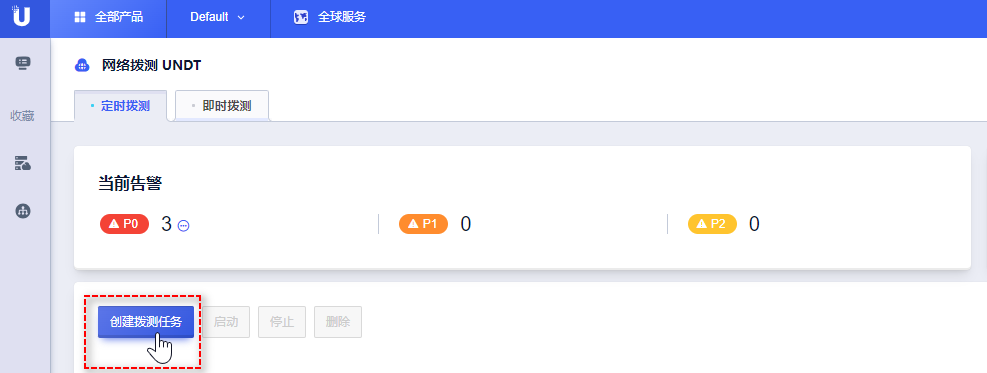 全部产品 Default 全球服务
网络拨测 UNDT
收藏
定时拨测 即时拨测
当前告警
P0 3 P1 0 P2 0
创建拨测任务 启动 停止 删除